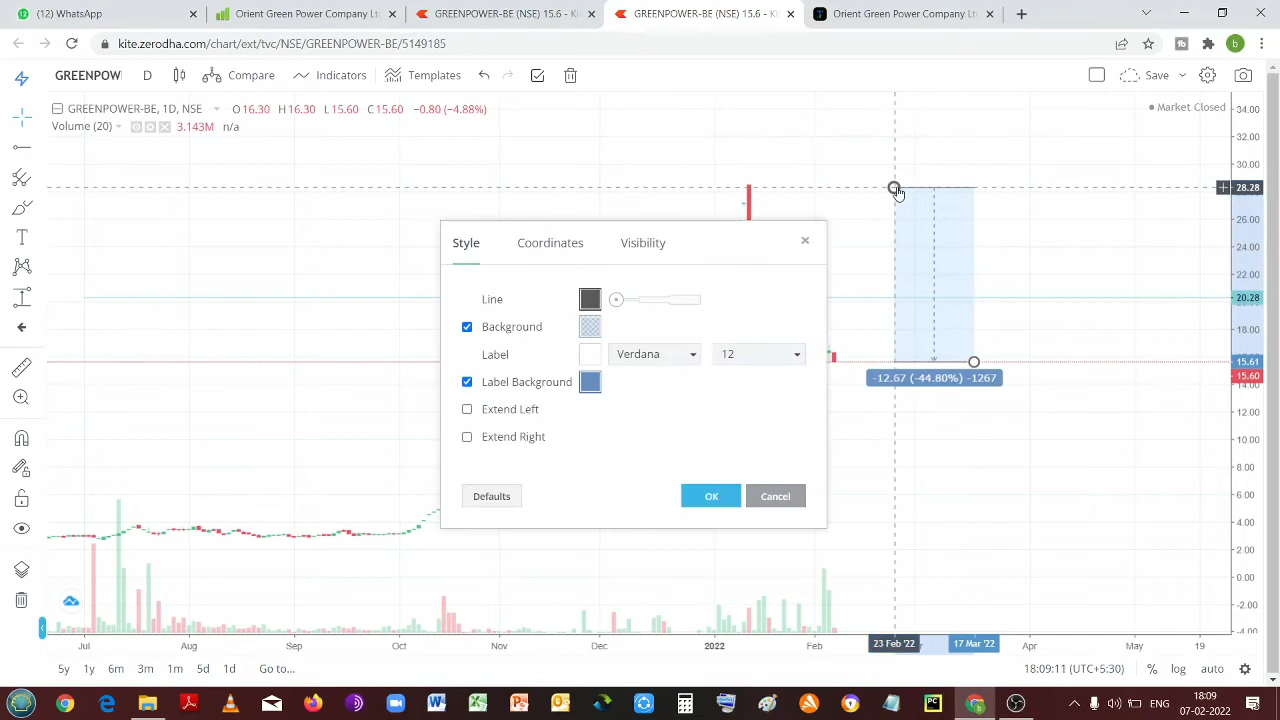 (12) WhatsApp
Orient Green Power Company Lt
GREENPOWER-BE (NSE)
GREENPOWER-BE (NSE) 15.6 - K
Orient Green Power Company Lt
kite.zerodha.com/chart/ext/tvc/NSE/GREENPOWER-BE/5149185
GREENPOW
D
Compare
Indicators
Templates
Save
GREENPOWER-BE, 1D, NSE
O16.30 H16.30 L15.60 C15.60 −0.80 (−4.88%)
Market Closed
Volume (20)
3.143M n/a
34.00
32.00
30.00
28.28
26.00
24.00
22.00
20.28
18.00
15.61
15.60
14.00
12.00
10.00
8.00
6.00
4.00
2.00
0.00
-2.00
-4.00
Style
Coordinates
Visibility
Line
Background
Label
Verdana
12
Label Background
Extend Left
Extend Right
Defaults
OK
Cancel
-12.67 (-44.80%) -1267
Jul
Aug
Sep
Oct
Nov
Dec
2022
Feb
23 Feb '22
17 Mar '22
Apr
May
19
5y 1y 6m 3m 1m 5d 1d Go to...
18:09:11 (UTC+5:30)
% log auto
ENG
18:09
07-02-2022